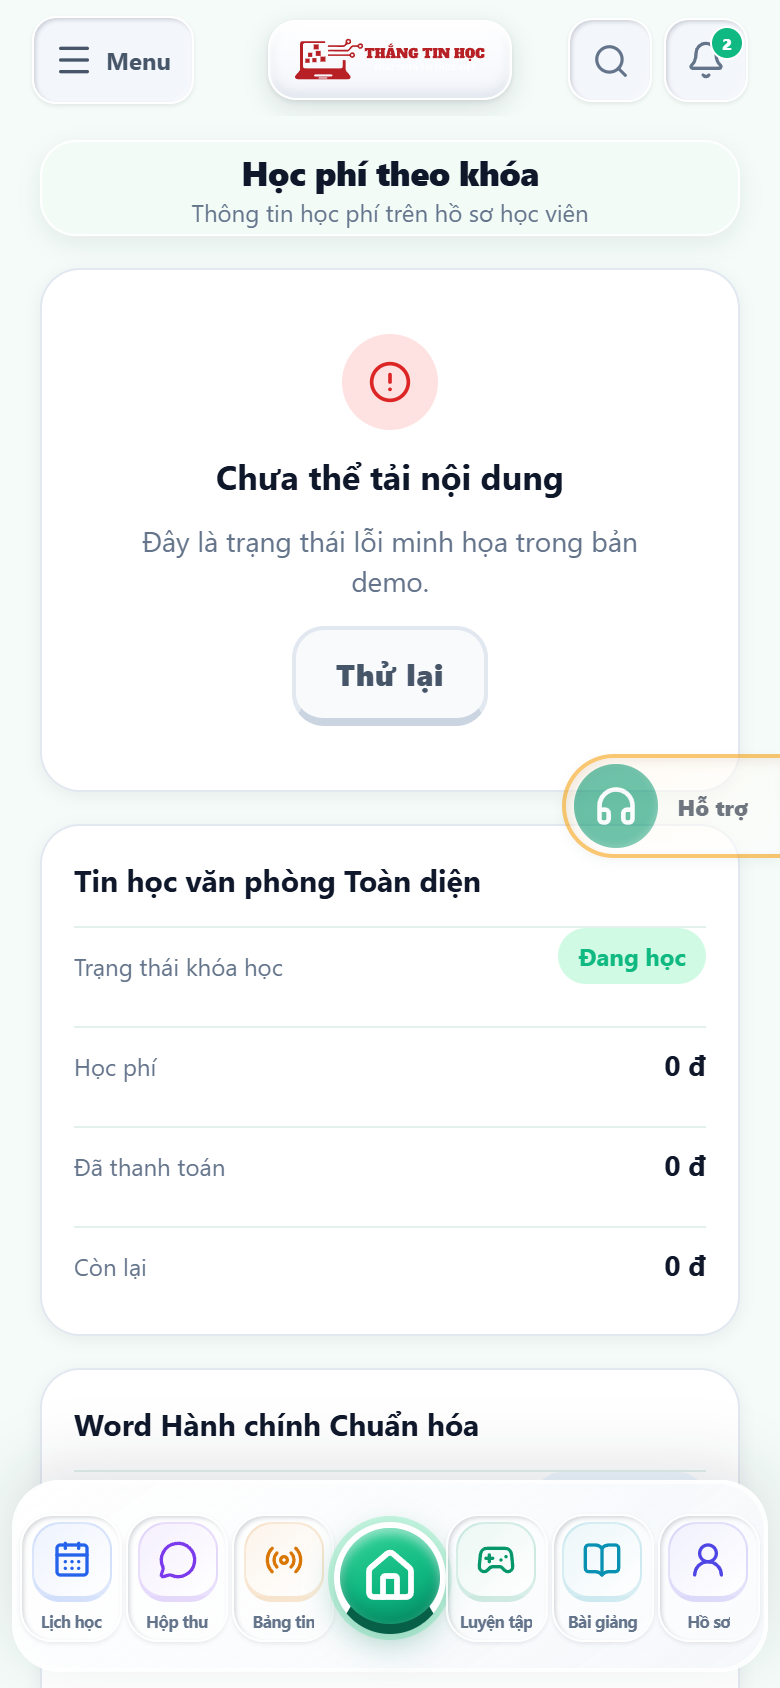 Menu
THẮNG TIN HỌC
2
Học phí theo khóa
Thông tin học phí trên hồ sơ học viên
Chưa thể tải nội dung
Đây là trạng thái lỗi minh họa trong bản
demo.
Thử lại
Hỗ trợ
Tin học văn phòng Toàn diện
Trạng thái khóa học
Đang học
Học phí
0 đ
Đã thanh toán
0 đ
Còn lại
0 đ
Word Hành chính Chuẩn hóa
Lịch học
Hộp thư
Bảng tin
Luyện tập
Bài giảng
Hồ sơ